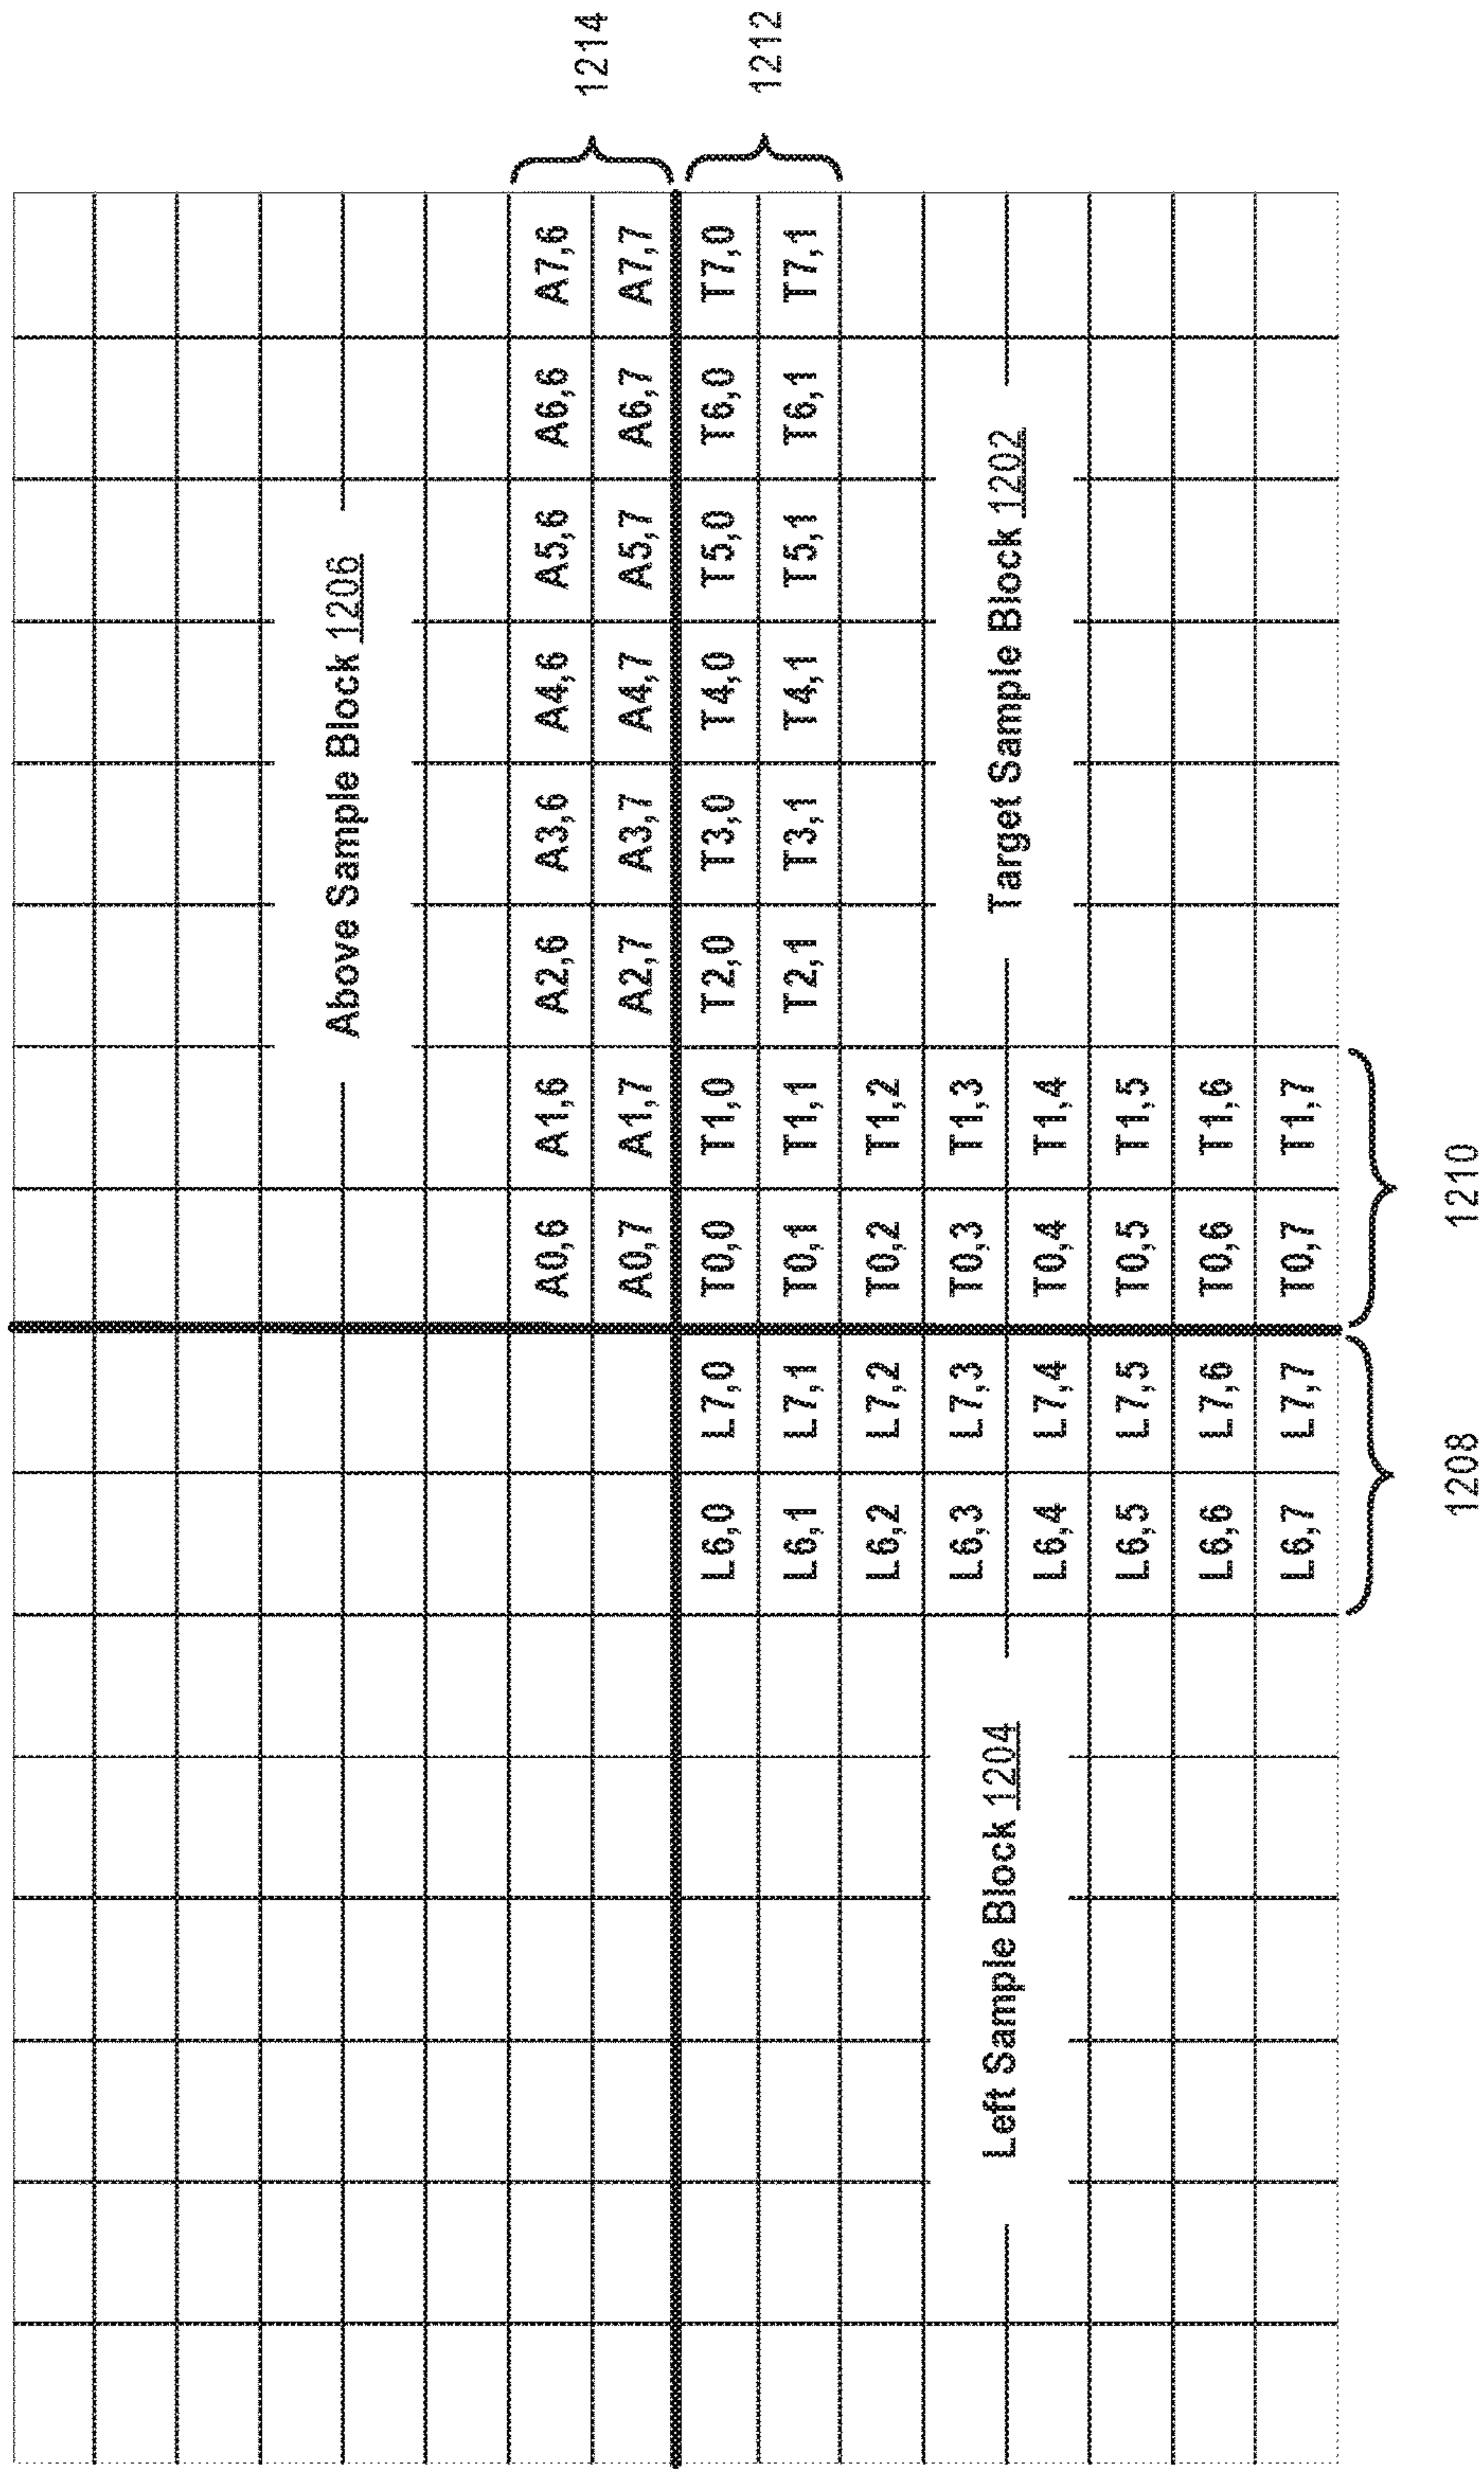 Above Sample Block 1206
A0,6 A1,6 A2,6 A3,6 A4,6 A5,6 A6,6 A7,6
1214
A0,7 A1,7 A2,7 A3,7 A4,7 A5,7 A6,7 A7,7
L6,0 L7,0 T0,0 T1,0 T2,0 T3,0 T4,0 T5,0 T6,0 T7,0
1212
L6,1 L7,1 T0,1 T1,1 T2,1 T3,1 T4,1 T5,1 T6,1 T7,1
L6,2 L7,2 T0,2 T1,2
L6,3 L7,3 T0,3 T1,3
Left Sample Block 1204
Target Sample Block 1202
L6,4 L7,4 T0,4 T1,4
L6,5 L7,5 T0,5 T1,5
L6,6 L7,6 T0,6 T1,6
L6,7 L7,7 T0,7 T1,7
1208
1210